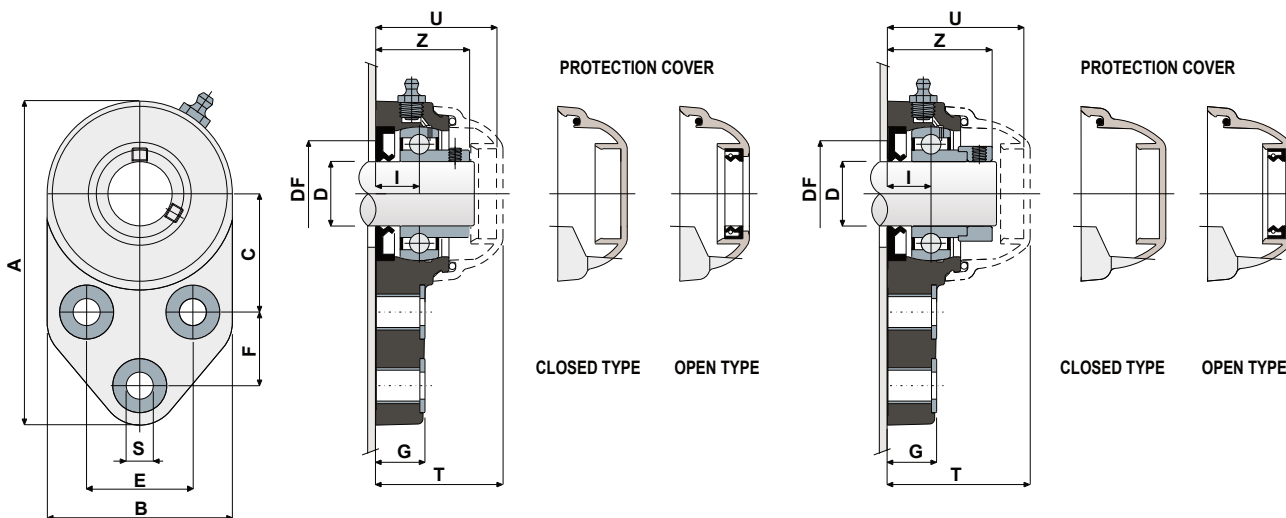 U
Z
PROTECTION COVER
DF
D
I
G
T
CLOSED TYPE
OPEN TYPE
A
C
F
S
E
B
U
Z
PROTECTION COVER
DF
D
I
G
T
CLOSED TYPE
OPEN TYPE